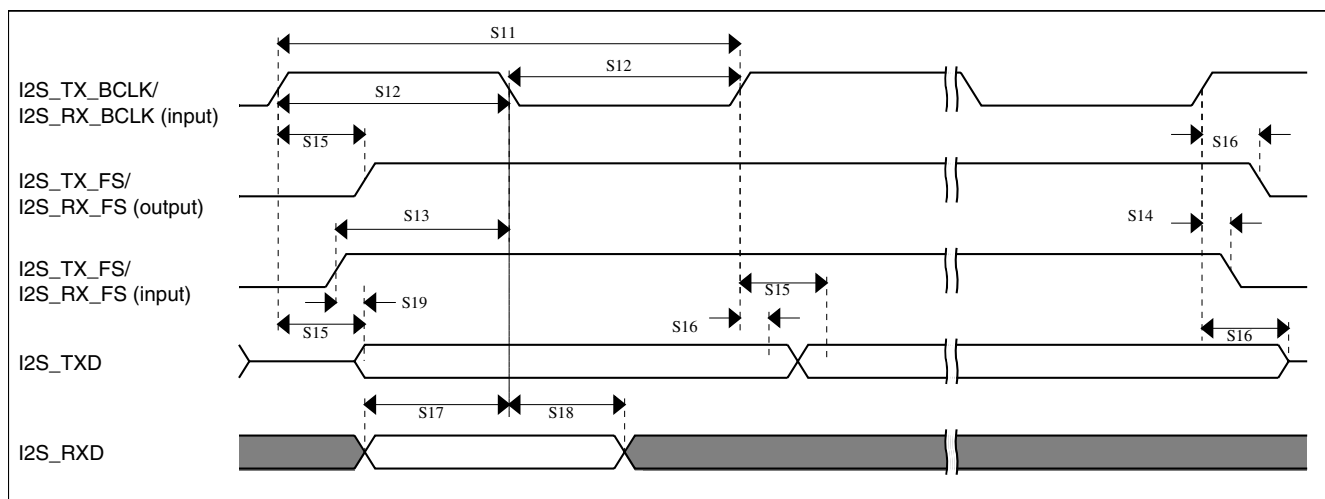 S11
I2S_TX_BCLK/
I2S_RX_BCLK (input)
S12
S12
S15
S16
I2S_TX_FS/
I2S_RX_FS (output)
S13
S14
I2S_TX_FS/
I2S_RX_FS (input)
S19
S15
S15
S16
S16
I2S_TXD
S17
S18
I2S_RXD